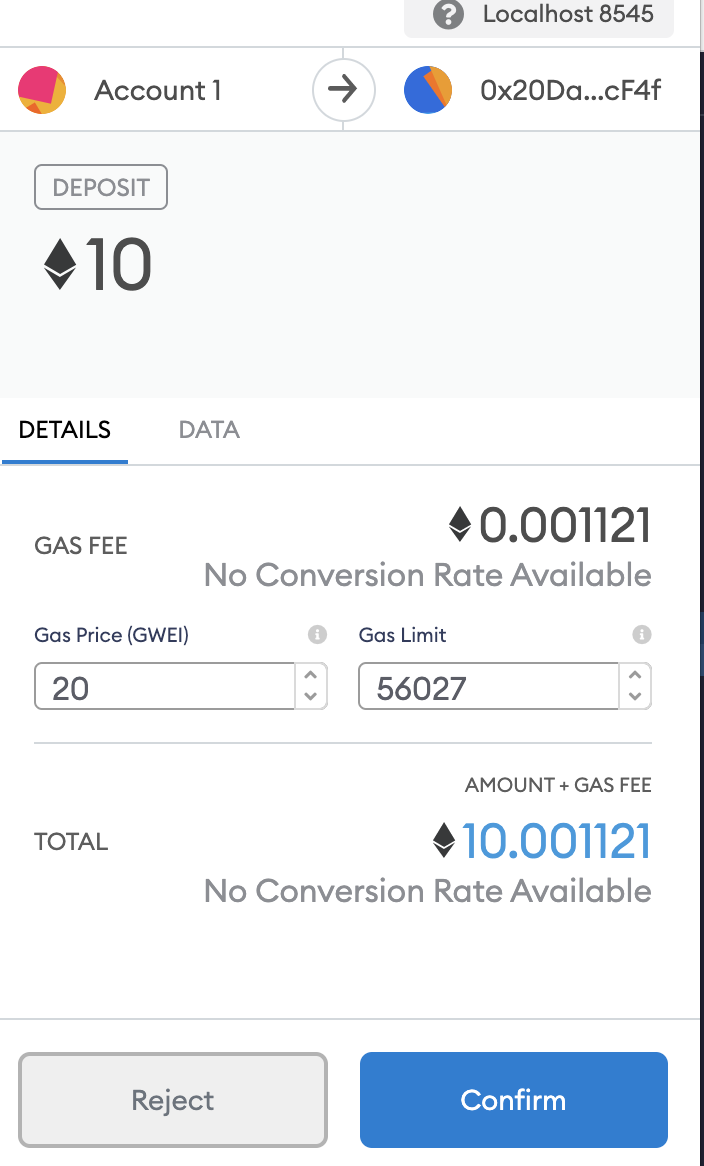 ? Localhost 8545
Account 1 → 0x20Da...cF4f
DEPOSIT
10
DETAILS DATA
GAS FEE 0.001121
No Conversion Rate Available
Gas Price (GWEI) i Gas Limit i
20 56027
AMOUNT + GAS FEE
TOTAL 10.001121
No Conversion Rate Available
Reject Confirm